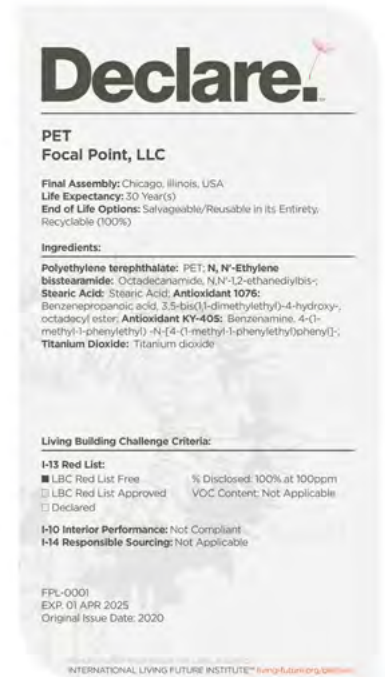 Declare.
PET
Focal Point, LLC
Final Assembly: Chicago, Illinois, USA
Life Expectancy: 30 Year(s)
End of Life Options: Salvageable/Reusable in its Entirety,
Recyclable (100%)
Ingredients:
Polyethylene terephthalate: PET; N, N'-Ethylene
bisstearamide: Octadecanamide, N,N'-1,2-ethanediylbis-;
Stearic Acid: Stearic Acid; Antioxidant 1076:
Benzenepropanoic acid, 3,5-bis(1,1-dimethylethyl)-4-hydroxy-,
octadecyl ester; Antioxidant KY-405: Benzenamine, 4-(1-
methyl-1-phenylethyl) -N-[4-(1-methyl-1-phenylethyl)phenyl]-;
Titanium Dioxide: Titanium dioxide
Living Building Challenge Criteria:
I-13 Red List:
■ LBC Red List Free % Disclosed: 100% at 100ppm
□ LBC Red List Approved VOC Content: Not Applicable
□ Declared
I-10 Interior Performance: Not Compliant
I-14 Responsible Sourcing: Not Applicable
FPL-0001
EXP. 01 APR 2025
Original Issue Date: 2020
INTERNATIONAL LIVING FUTURE INSTITUTE™ living-future.org/declare